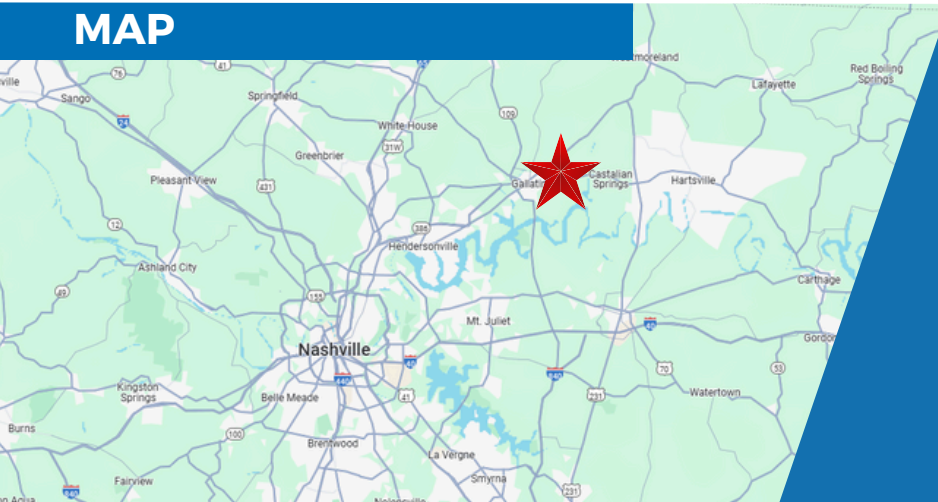 MAP
Westmoreland
Red Boiling
Springs
Lafayette
ville
76
41
Sango
24
Springfield
109
White House
31W
Greenbrier
Pleasant View
431
Gallatin
Castalian
Springs
Hartsville
12
386
Hendersonville
Ashland City
49
155
Carthage
Mt. Juliet
40
Nashville
Gordo
40
440
840
70
53
Kingston
Springs
Belle Meade
41
231
Watertown
Burns
100
Brentwood
La Vergne
Fairview
Smyrna
840
231
Nolensville